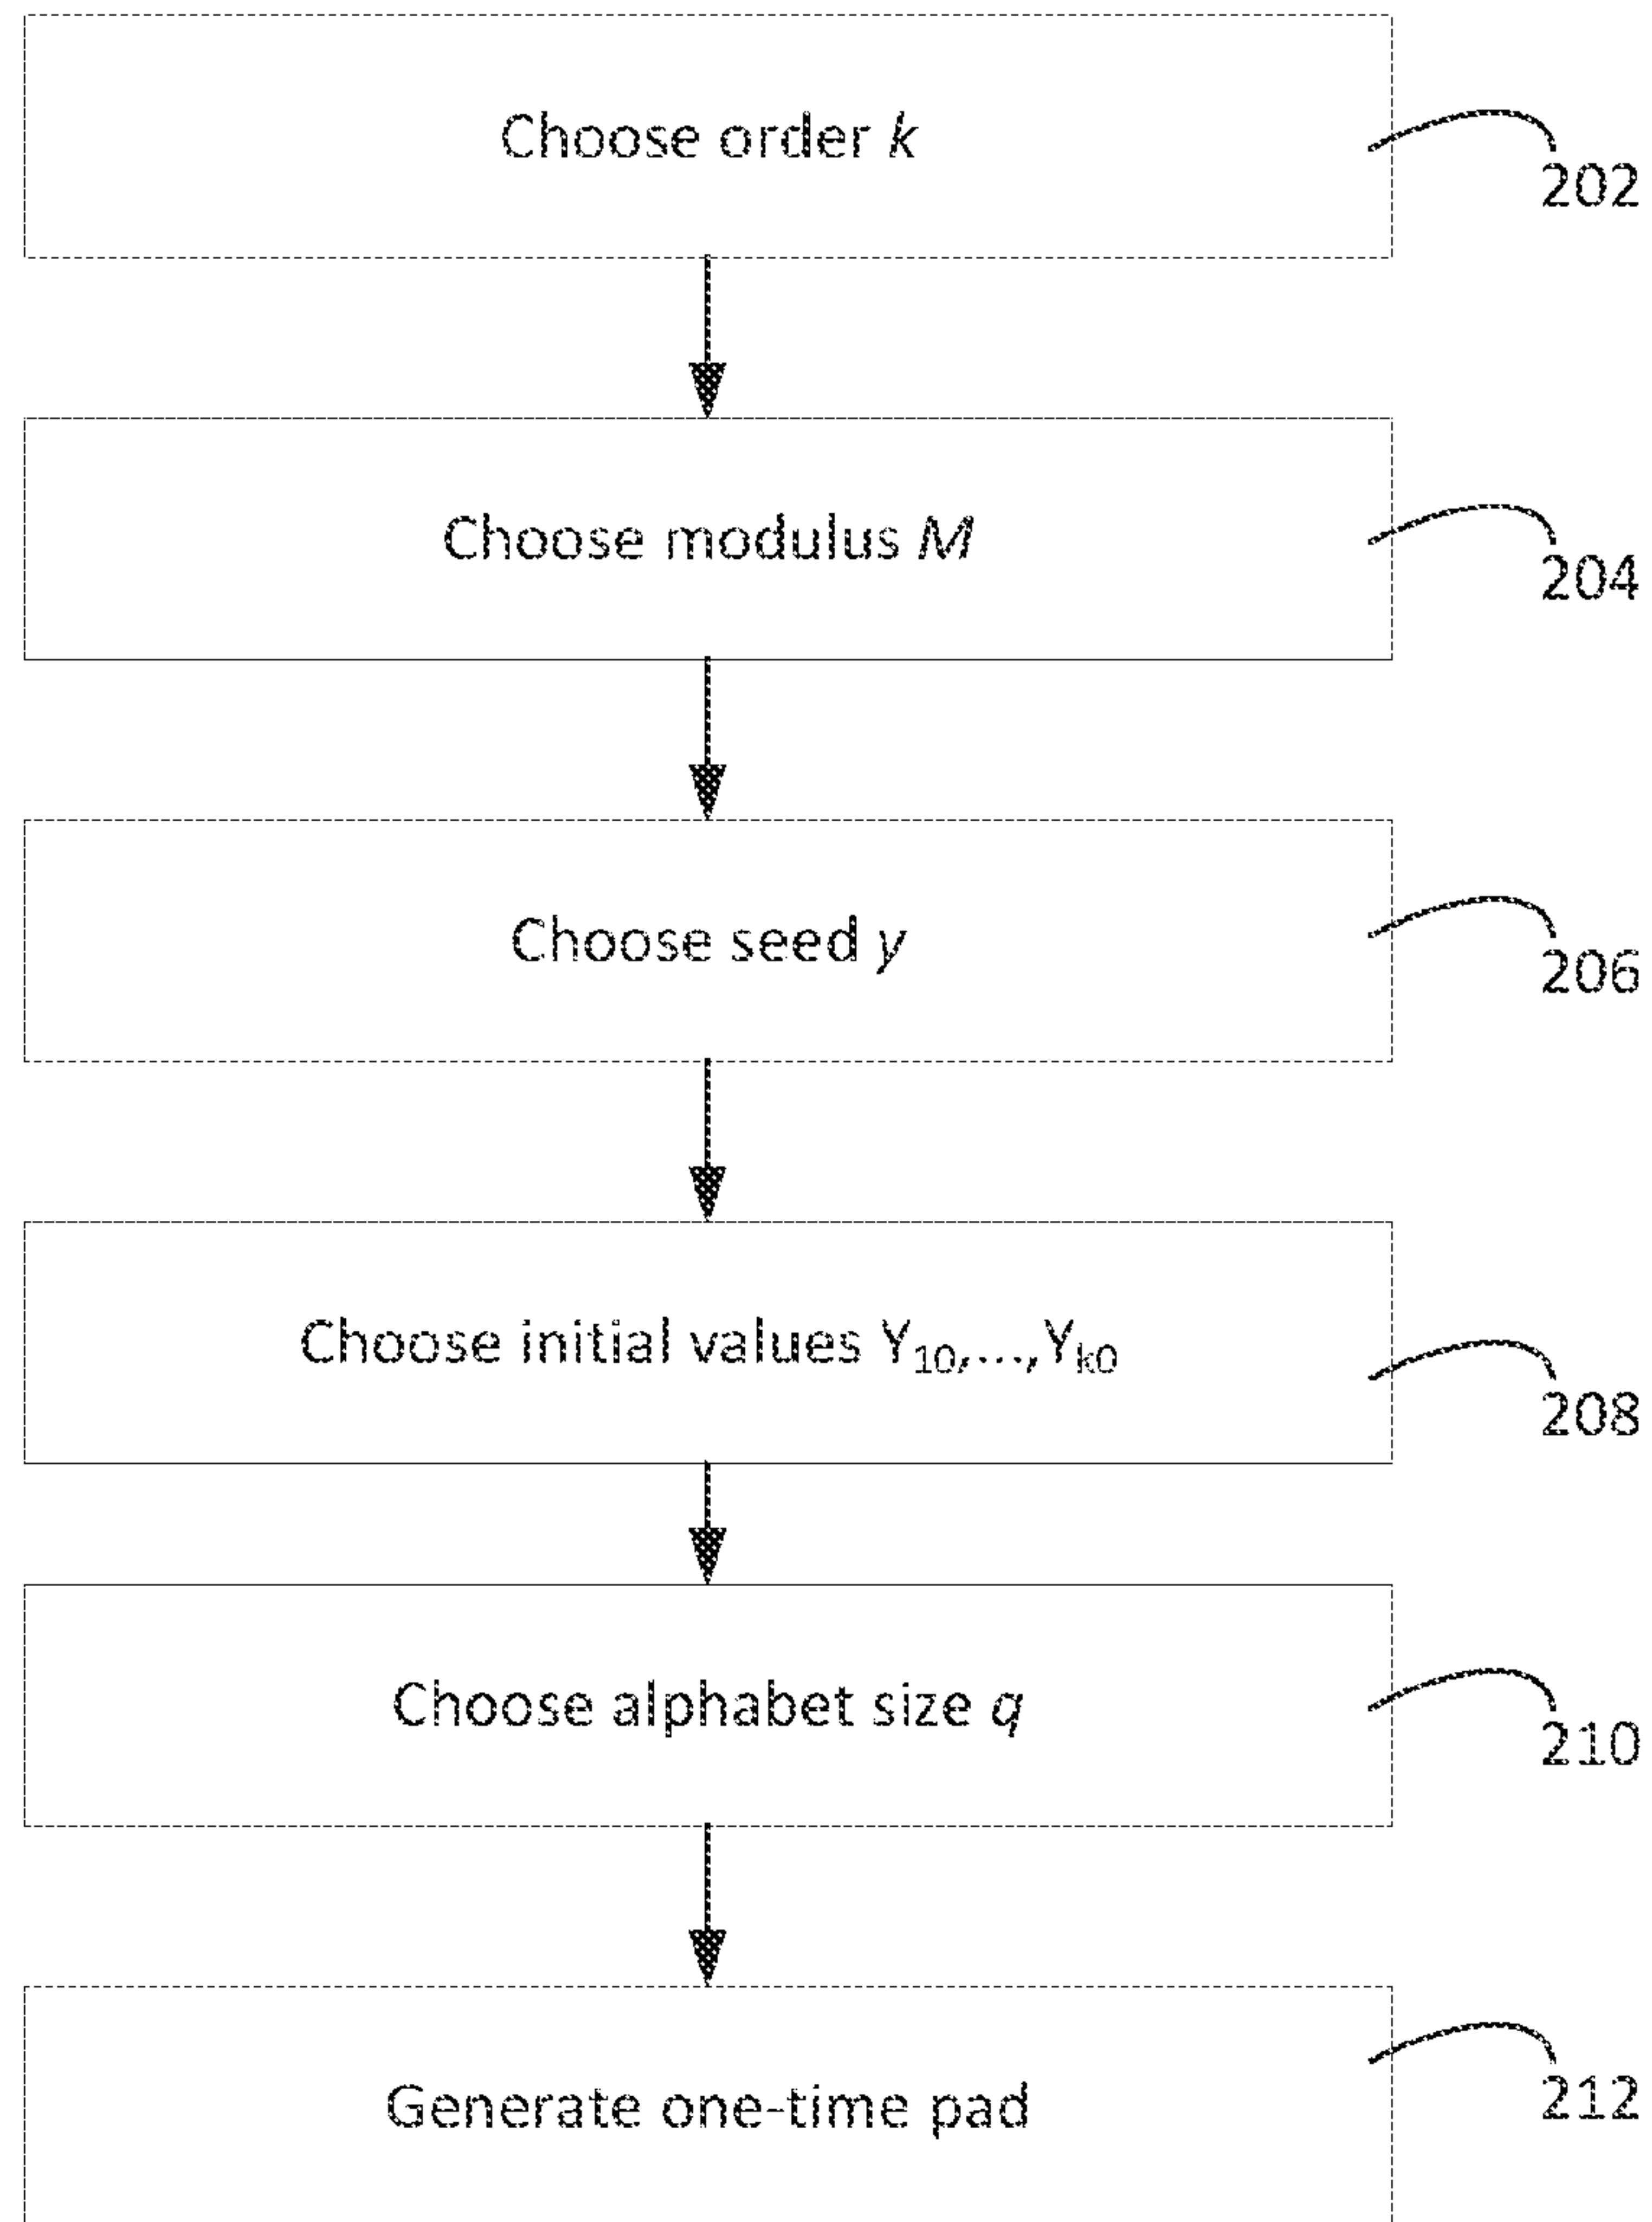 Choose order k
202
Choose modulus M
204
Choose seed y
206
Choose initial values Y₁₀,...,Yₖ₀
208
Choose alphabet size q
210
Generate one-time pad
212